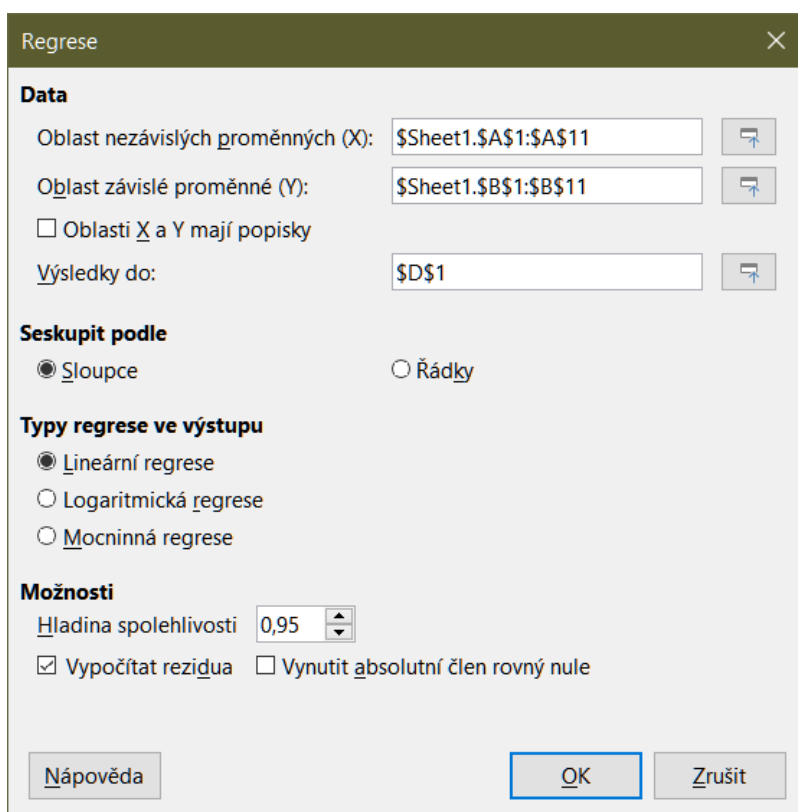 Regrese
Data
Oblast nezávislých proměnných (X): $Sheet1.$A$1:$A$11
Oblast závislé proměnné (Y): $Sheet1.$B$1:$B$11
Oblasti X a Y mají popisky
Výsledky do: $D$1
Seskupit podle
Sloupce Řádky
Typy regrese ve výstupu
Lineární regrese
Logaritmická regrese
Mocninná regrese
Možnosti
Hladina spolehlivosti 0,95
Vypočítat rezidua Vynutit absolutní člen rovný nule
Nápověda OK Zrušit